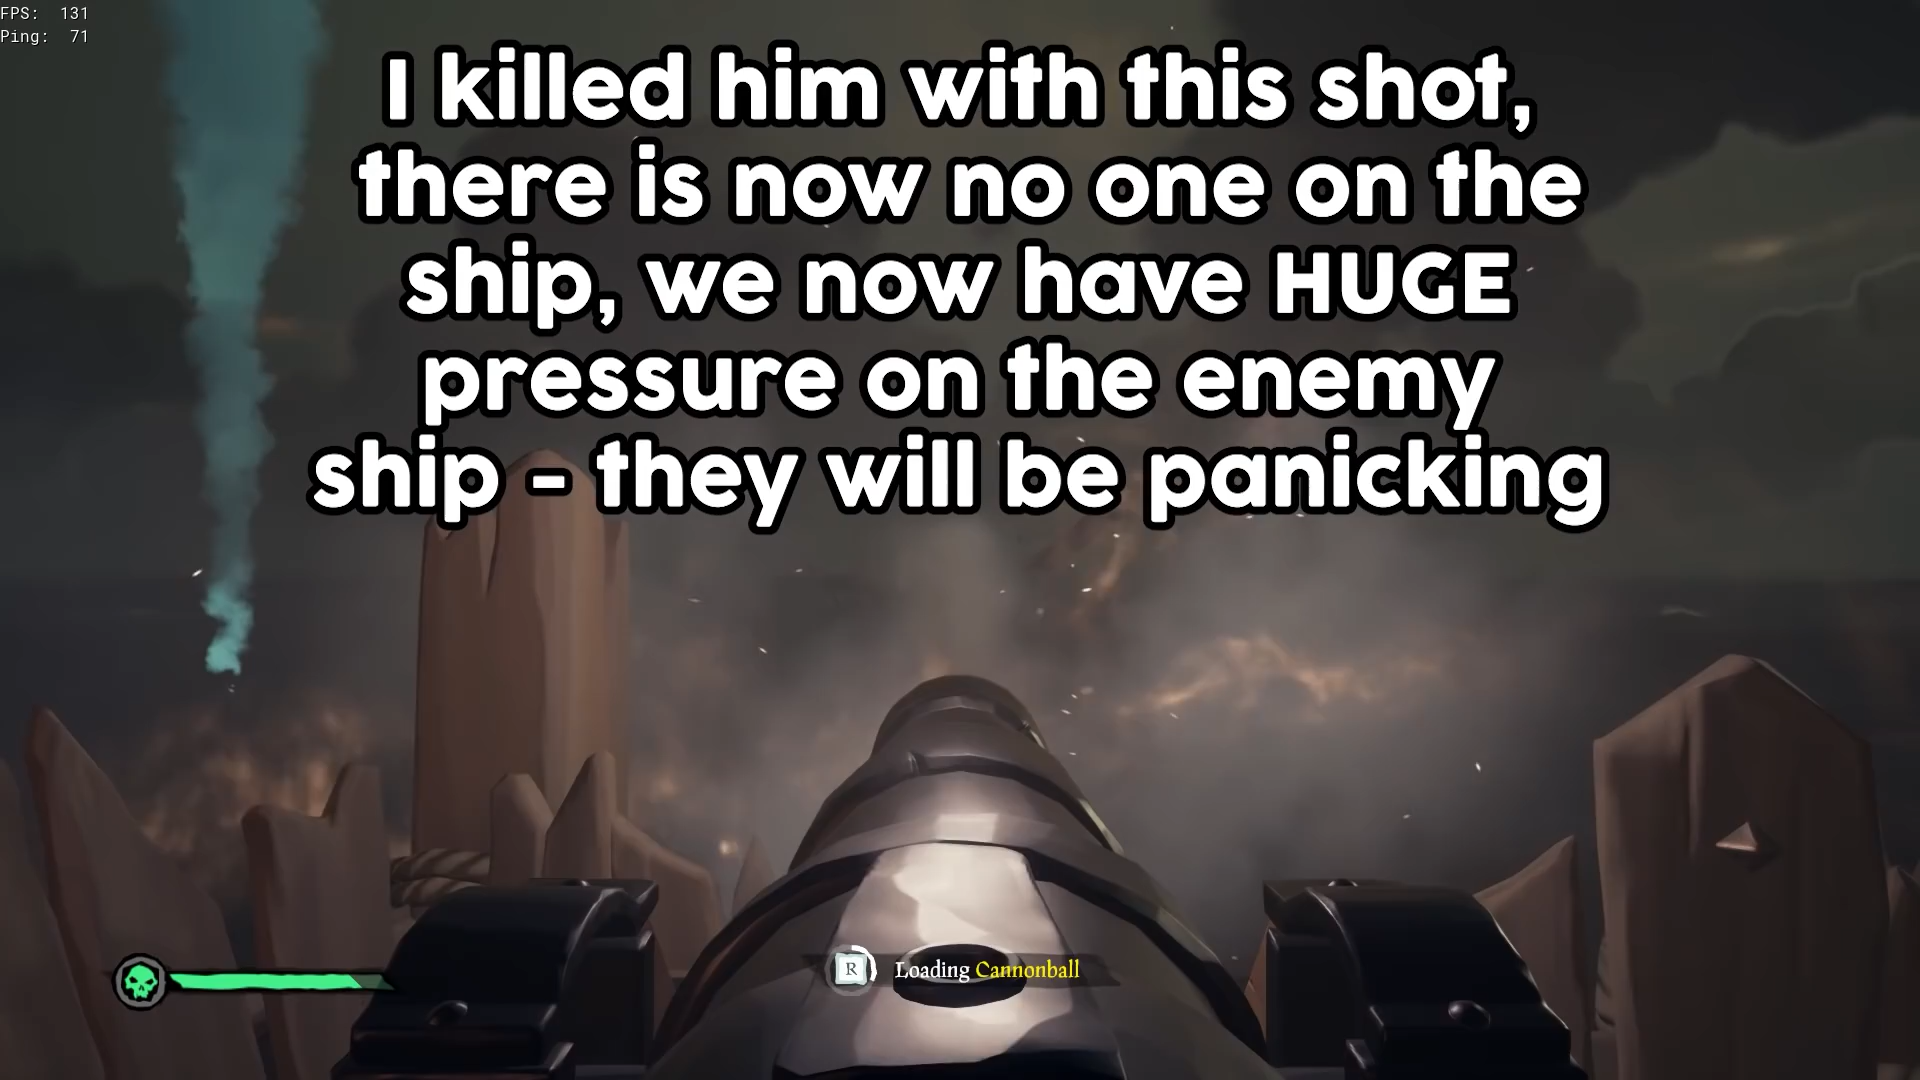 FPS: 131
Ping: 71
I killed him with this shot,
there is now no one on the
ship, we now have HUGE
pressure on the enemy
ship - they will be panicking
R Loading Cannonball